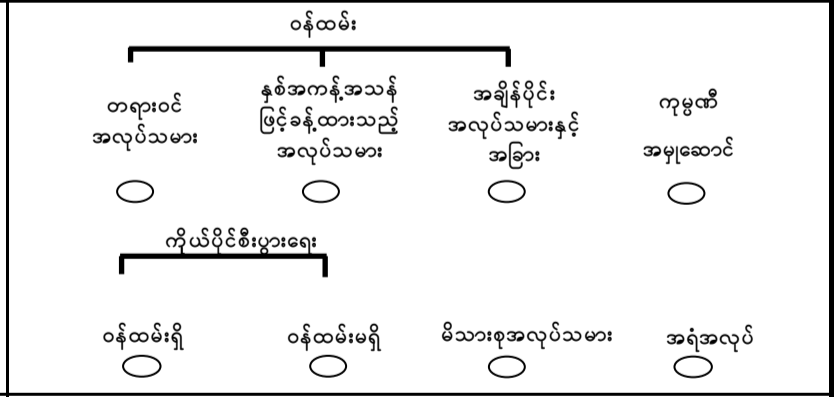 ဝန်ထမ်း
တရားဝင်
အလုပ်သမား
နှစ်အကန့်အသန်
ဖြင့်ခန့်ထားသည့်
အလုပ်သမား
အချိန်ပိုင်း
အလုပ်သမားနှင့်
အခြား
ကုမ္ပဏီ
အမှုဆောင်
ကိုယ်ပိုင်စီးပွားရေး
ဝန်ထမ်းရှိ
ဝန်ထမ်းမရှိ
မိသားစုအလုပ်သမား
အရံအလုပ်